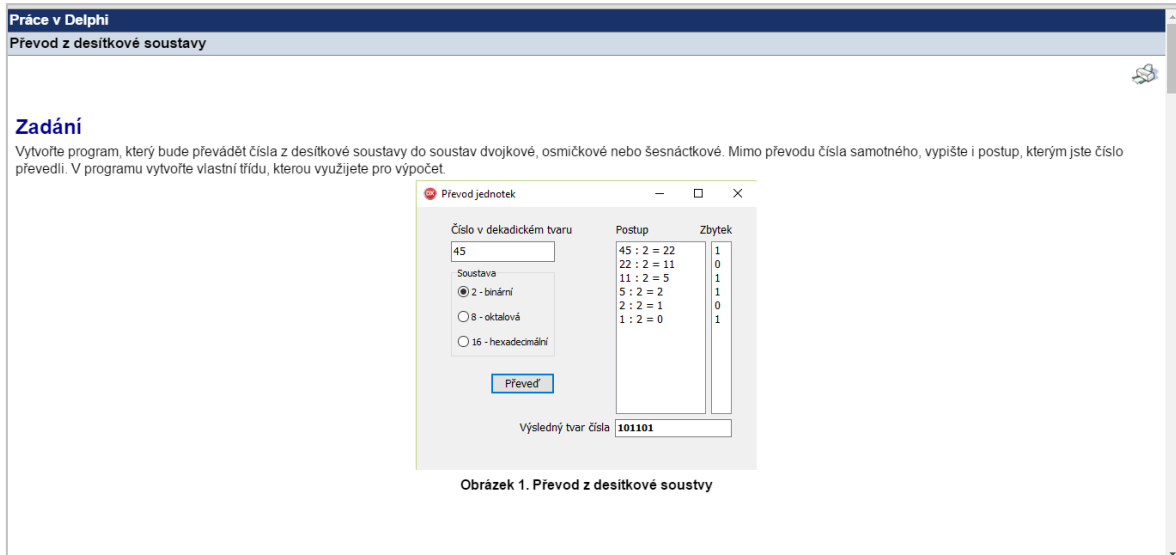 Práce v Delphi
Převod z desítkové soustavy
Zadání
Vytvořte program, který bude převádět čísla z desítkové soustavy do soustav dvojkové, osmičkové nebo šesnáctkové. Mimo převodu čísla samotného, vypište i postup, kterým jste číslo
převedli. V programu vytvořte vlastní třídu, kterou využijete pro výpočet.
Převod jednotek
Číslo v dekadickém tvaru
45
Soustava
2 - binární
8 - oktalová
16 - hexadecimální
Převeď
Postup Zbytek
45 : 2 = 22 1
22 : 2 = 11 0
11 : 2 = 5 1
5 : 2 = 2 1
2 : 2 = 1 0
1 : 2 = 0 1
Výsledný tvar čísla 101101
Obrázek 1. Převod z desítkové soustvy